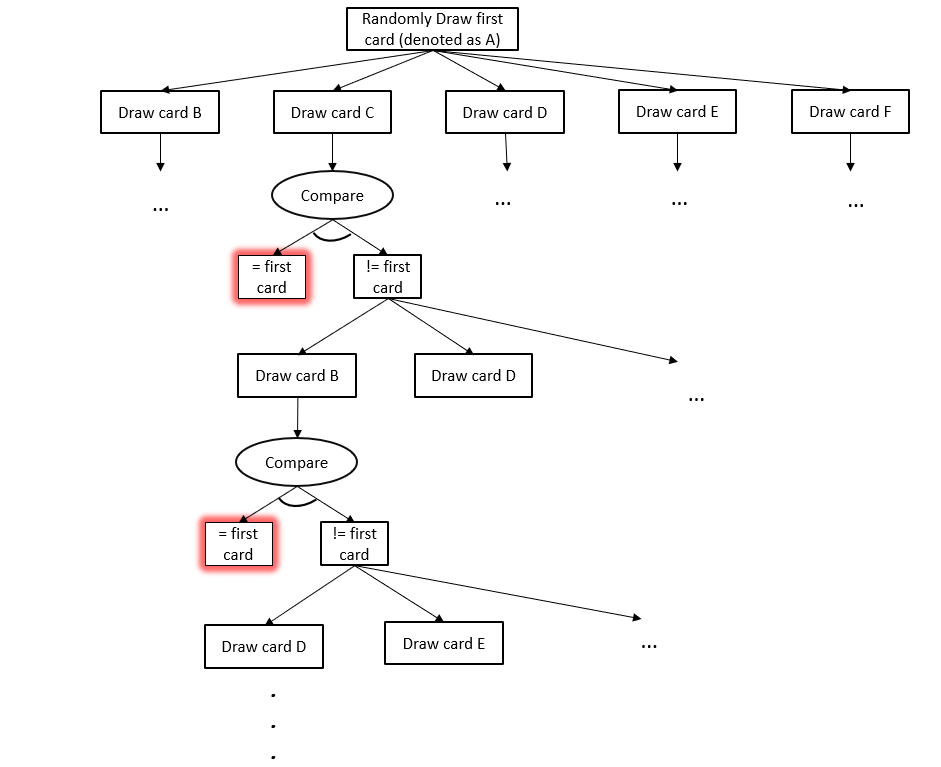 Randomly Draw first
card (denoted as A)
Draw card B
Draw card C
Draw card D
Draw card E
Draw card F
...
Compare
...
...
...
= first
card
!= first
card
Draw card B
Draw card D
...
Compare
= first
card
!= first
card
Draw card D
Draw card E
...
.
.
.